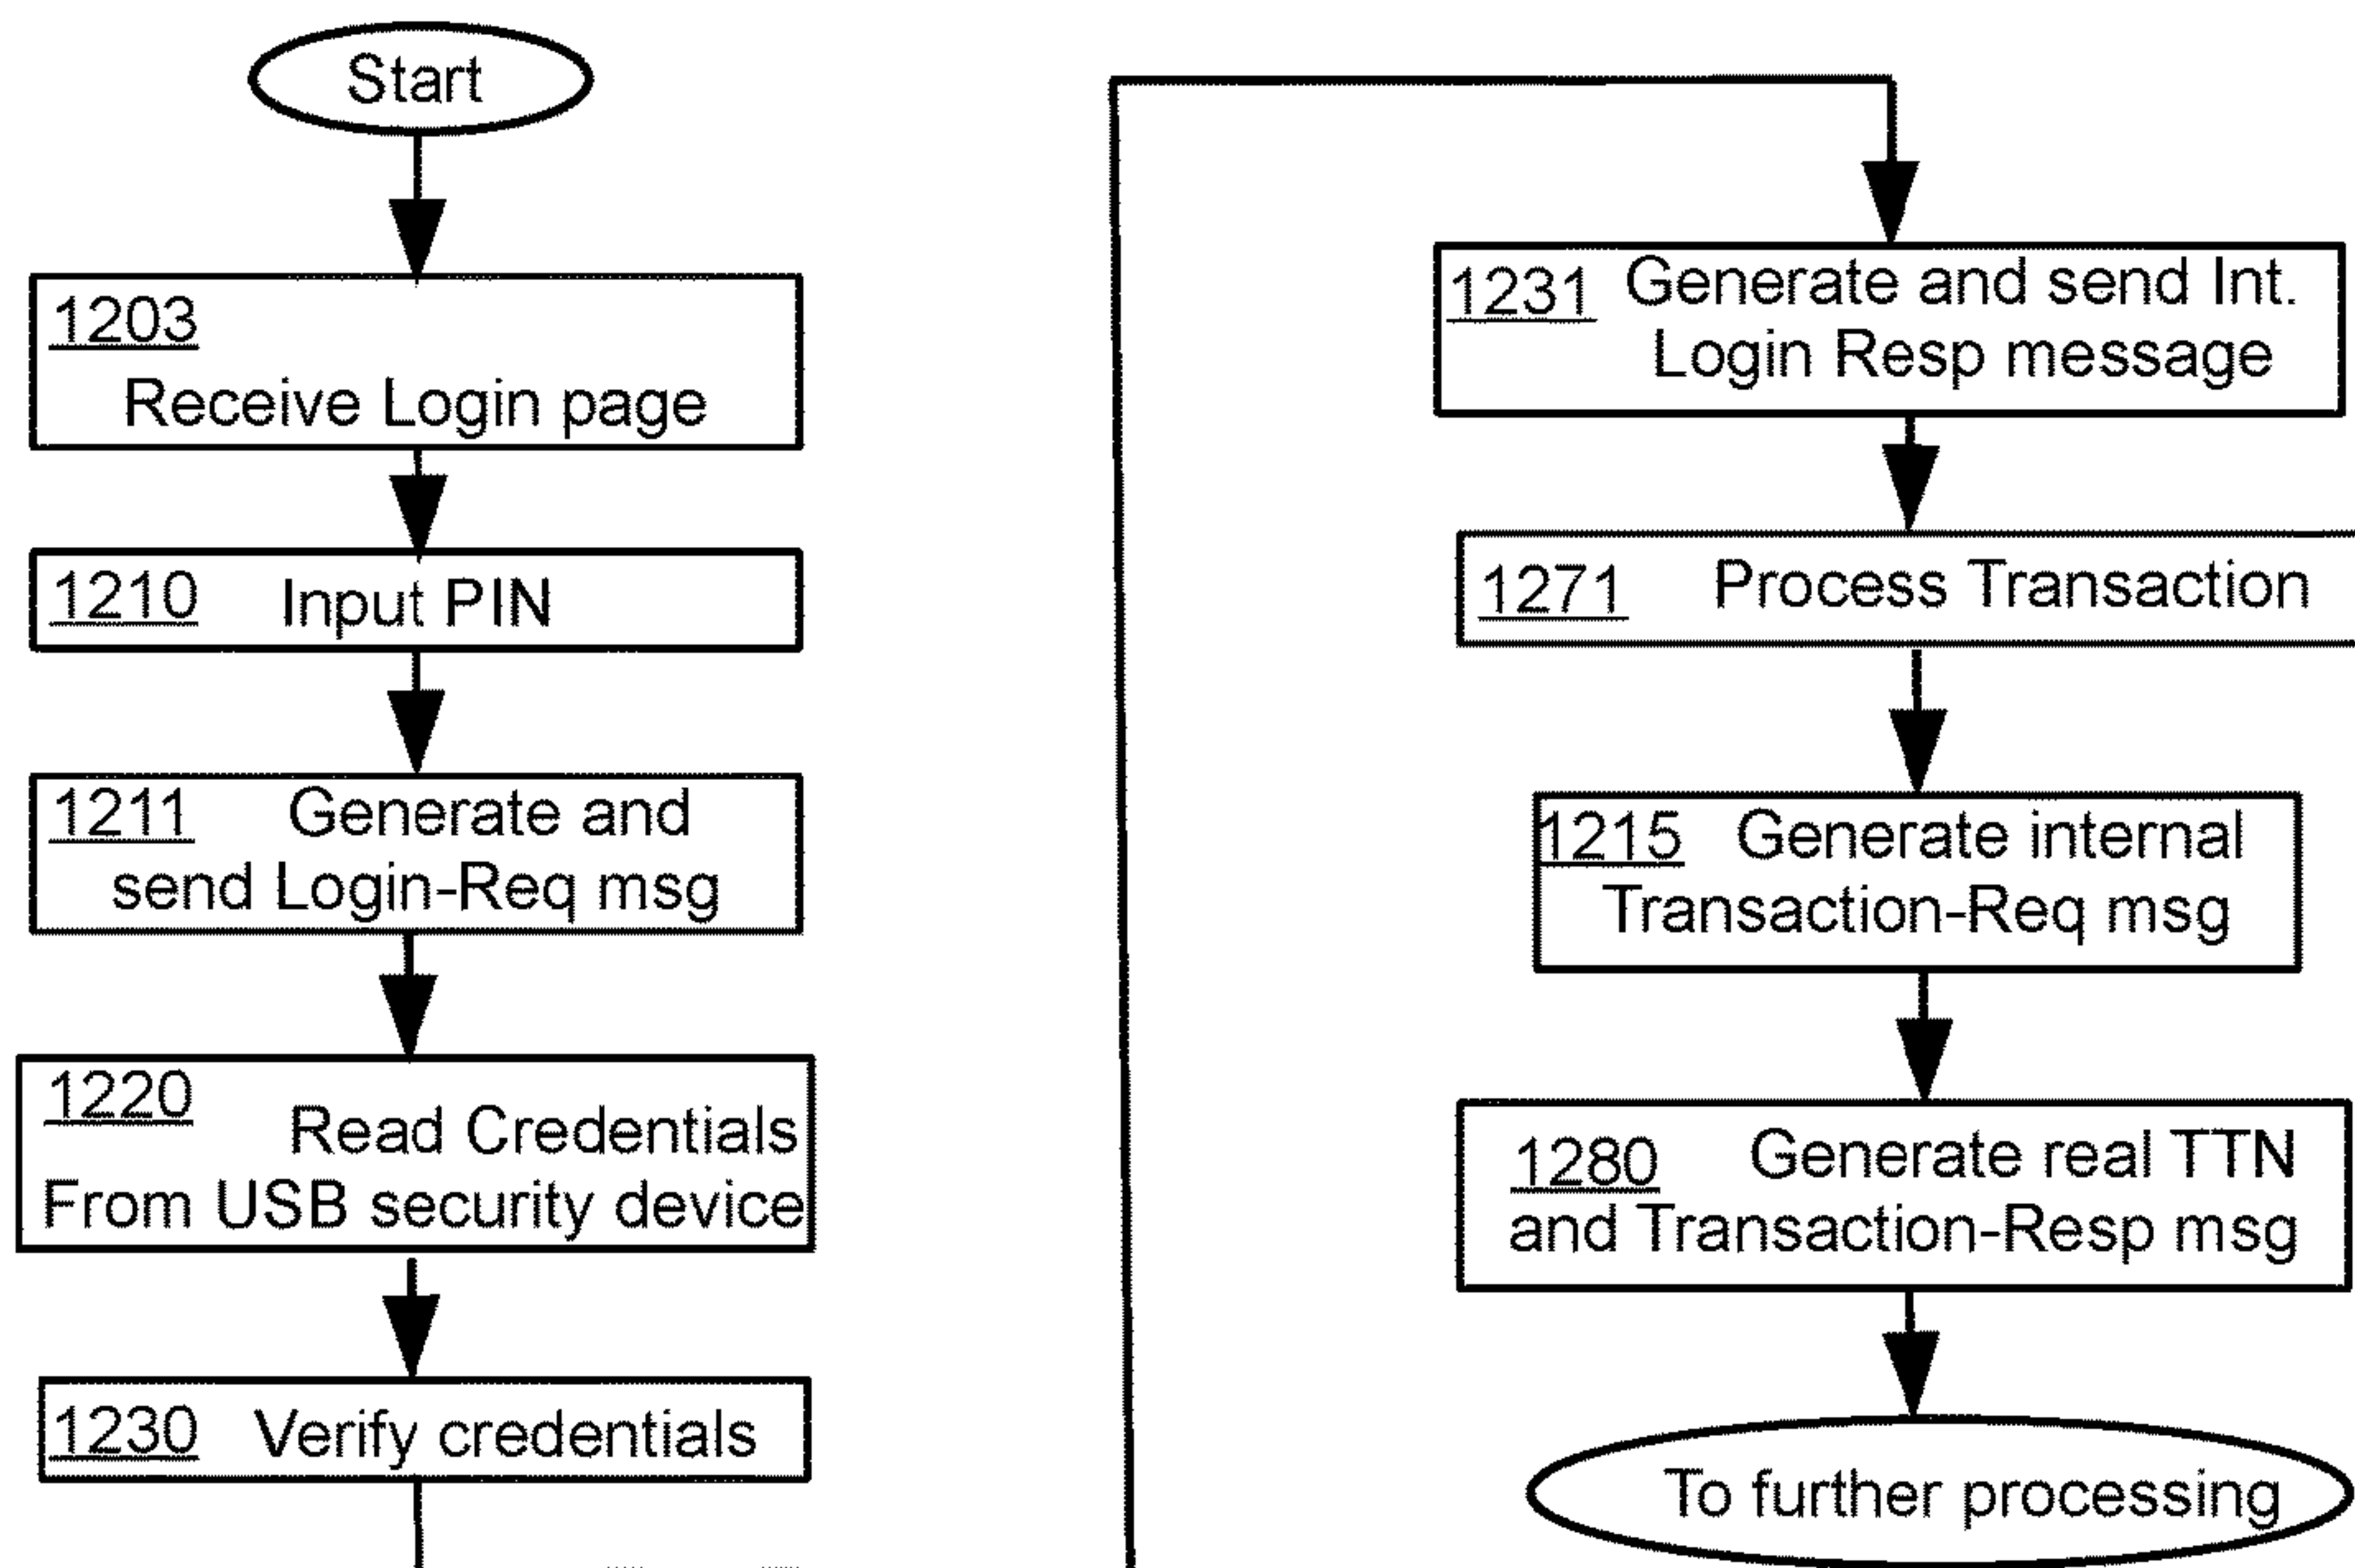 Start
1203
Receive Login page
1210 Input PIN
1211 Generate and
send Login-Req msg
1220
Read Credentials
From USB security device
1230 Verify credentials
1231 Generate and send Int.
Login Resp message
1271 Process Transaction
1215 Generate internal
Transaction-Req msg
1280 Generate real TTN
and Transaction-Resp msg
To further processing